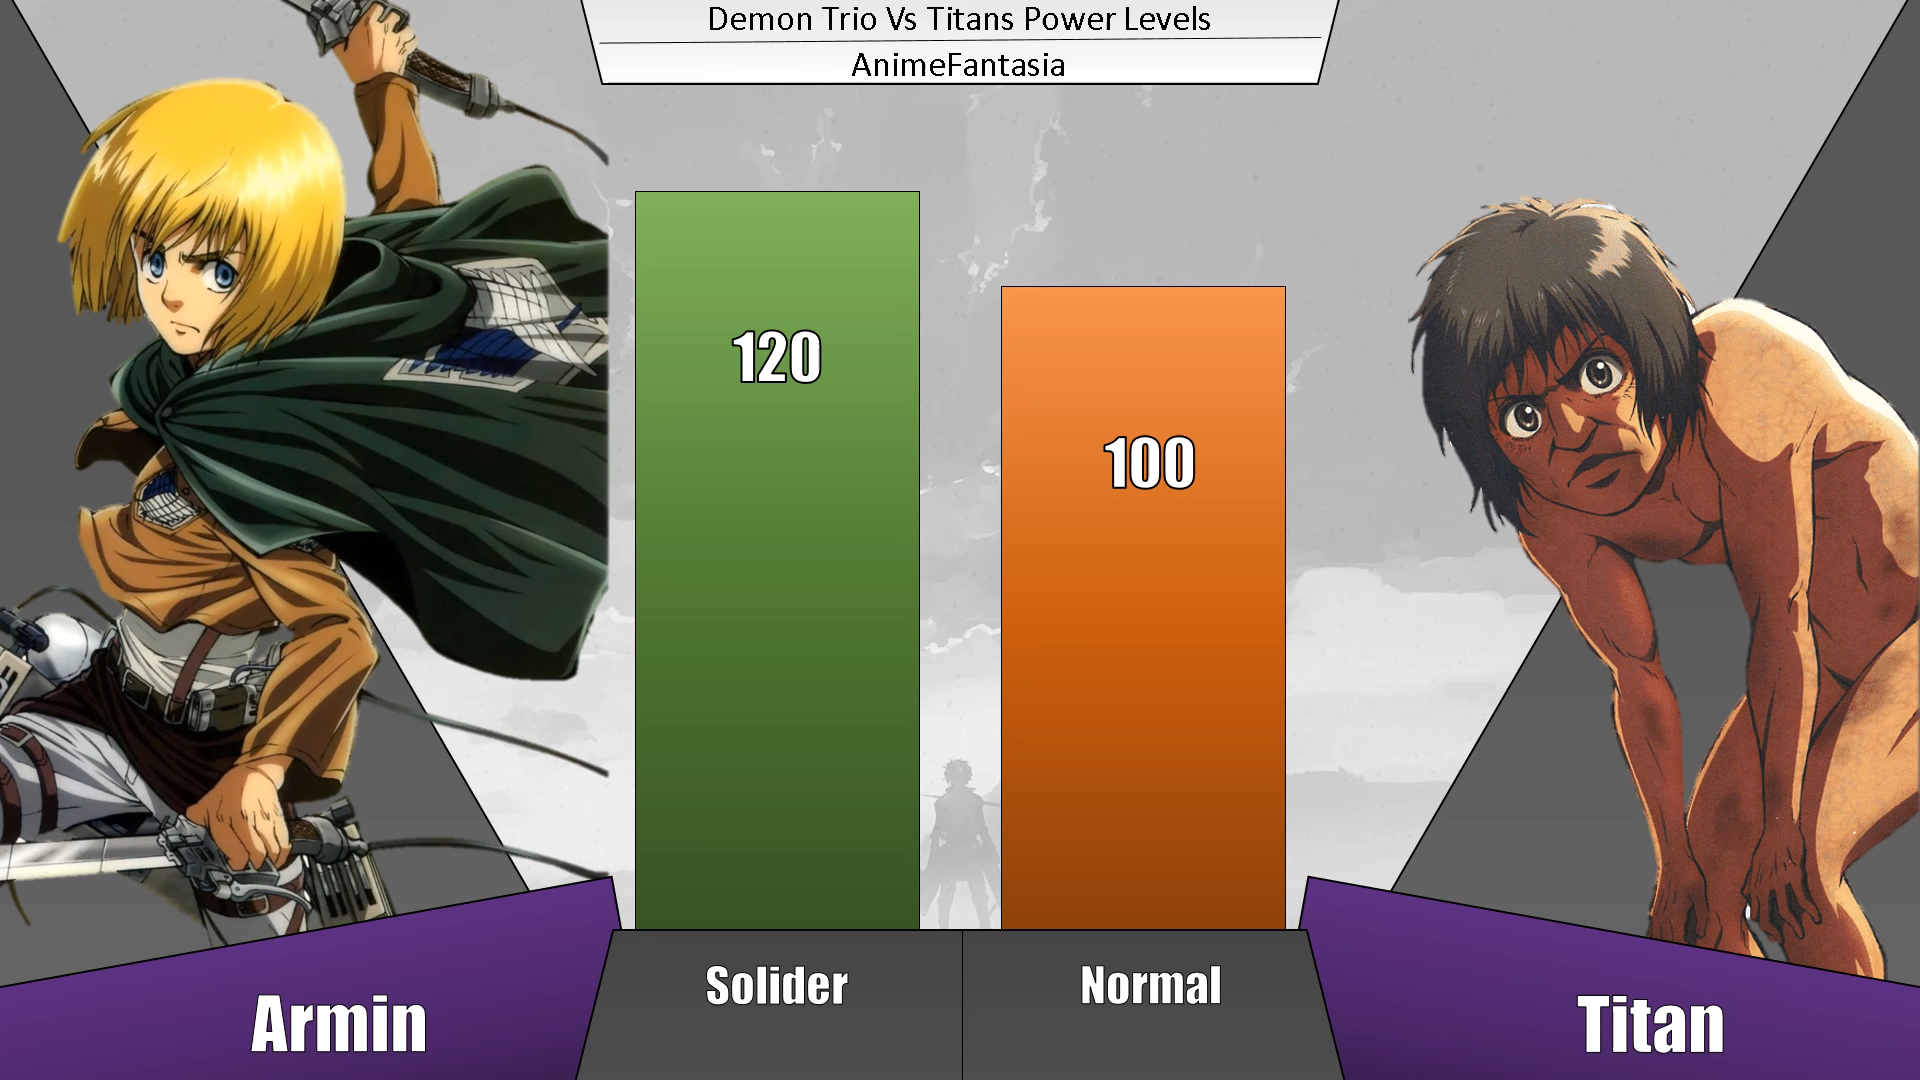 Demon Trio Vs Titans Power Levels
AnimeFantasia
120
100
Solider
Normal
Armin
Titan